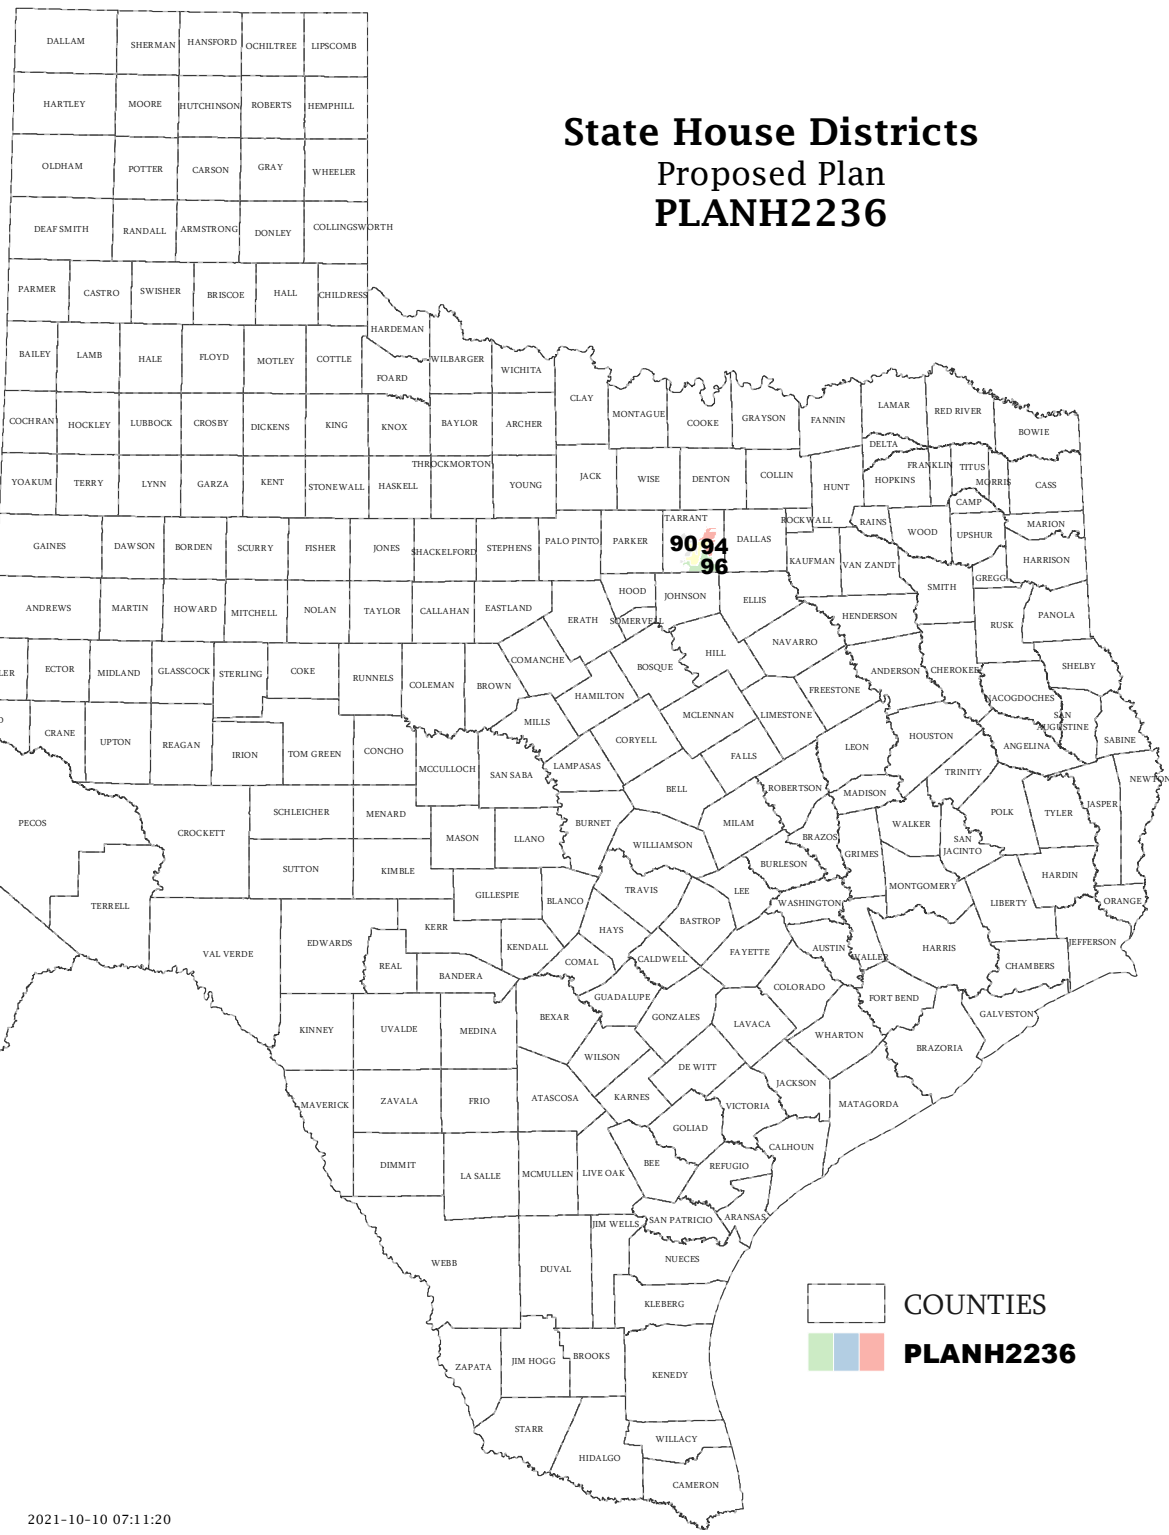 State House Districts
Proposed Plan
PLANH2236
DALLAM
SHERMAN
HANSFORD
OCHILTREE
LIPSCOMB
HARTLEY
MOORE
HUTCHINSON
ROBERTS
HEMPHILL
OLDHAM
POTTER
CARSON
GRAY
WHEELER
DEAF SMITH
RANDALL
ARMSTRONG
DONLEY
COLLINGSWORTH
PARMER
CASTRO
SWISHER
BRISCOE
HALL
CHILDRESS
HARDEMAN
BAILEY
LAMB
HALE
FLOYD
MOTLEY
COTTLE
FOARD
WILBARGER
WICHITA
CLAY
MONTAGUE
COOKE
GRAYSON
FANNIN
LAMAR
RED RIVER
BOWIE
COCHRAN
HOCKLEY
LUBBOCK
CROSBY
DICKENS
KING
KNOX
BAYLOR
ARCHER
DELTA
YOAKUM
TERRY
LYNN
GARZA
KENT
STONEWALL
HASKELL
THROCKMORTON
YOUNG
JACK
WISE
DENTON
COLLIN
HUNT
HOPKINS
FRANKLIN
TITUS
MORRIS
CASS
CAMP
GAINES
DAWSON
BORDEN
SCURRY
FISHER
JONES
SHACKELFORD
STEPHENS
PALO PINTO
PARKER
TARRANT
90
94
96
DALLAS
ROCKWALL
RAINS
WOOD
UPSHUR
MARION
KAUFMAN
VAN ZANDT
SMITH
GREGG
HARRISON
ANDREWS
MARTIN
HOWARD
MITCHELL
NOLAN
TAYLOR
CALLAHAN
EASTLAND
ERATH
HOOD
SOMERVELL
JOHNSON
ELLIS
HENDERSON
RUSK
PANOLA
LER
ECTOR
MIDLAND
GLASSCOCK
STERLING
COKE
RUNNELS
COLEMAN
BROWN
COMANCHE
HAMILTON
BOSQUE
HILL
NAVARRO
FREESTONE
ANDERSON
CHEROKEE
NACOGDOCHES
SHELBY
CRANE
UPTON
REAGAN
IRION
TOM GREEN
CONCHO
MCCULLOCH
SAN SABA
MILLS
LAMPASAS
CORYELL
MCLENNAN
LIMESTONE
FALLS
LEON
HOUSTON
ANGELINA
SAN
AUGUSTINE
SABINE
NEWTON
PECOS
CROCKETT
SCHLEICHER
MENARD
MASON
LLANO
BURNET
BELL
MILAM
ROBERTSON
MADISON
TRINITY
POLK
TYLER
JASPER
WALKER
SAN
JACINTO
BRAZOS
GRIMES
TERRELL
SUTTON
KIMBLE
GILLESPIE
BLANCO
WILLIAMSON
TRAVIS
LEE
BURLESON
WASHINGTON
MONTGOMERY
LIBERTY
HARDIN
ORANGE
VAL VERDE
EDWARDS
REAL
KERR
KENDALL
BANDERA
HAYS
COMAL
CALDWELL
BASTROP
FAYETTE
AUSTIN
WALLER
HARRIS
CHAMBERS
JEFFERSON
KINNEY
UVALDE
MEDINA
BEXAR
GUADALUPE
GONZALES
LAVACA
COLORADO
FORT BEND
GALVESTON
BRAZORIA
WHARTON
WILSON
DE WITT
JACKSON
MATAGORDA
MAVERICK
ZAVALA
FRIO
ATASCOSA
KARNES
VICTORIA
GOLIAD
CALHOUN
DIMMIT
LA SALLE
MCMULLEN
LIVE OAK
BEE
REFUGIO
ARANSAS
SAN PATRICIO
JIM WELLS
NUECES
WEBB
DUVAL
KLEBERG
ZAPATA
JIM HOGG
BROOKS
KENEDY
STARR
HIDALGO
WILLACY
CAMERON
COUNTIES
PLANH2236
2021-10-10 07:11:20